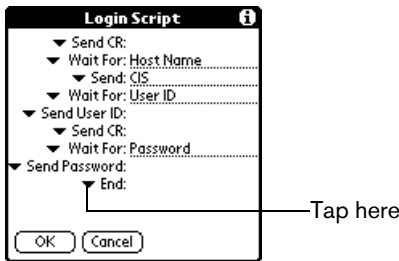 Login Script
Send CR:
Wait For: Host Name
Send: CIS
Wait For: User ID
Send User ID:
Send CR:
Wait For: Password
Send Password:
End:
Tap here
OK Cancel